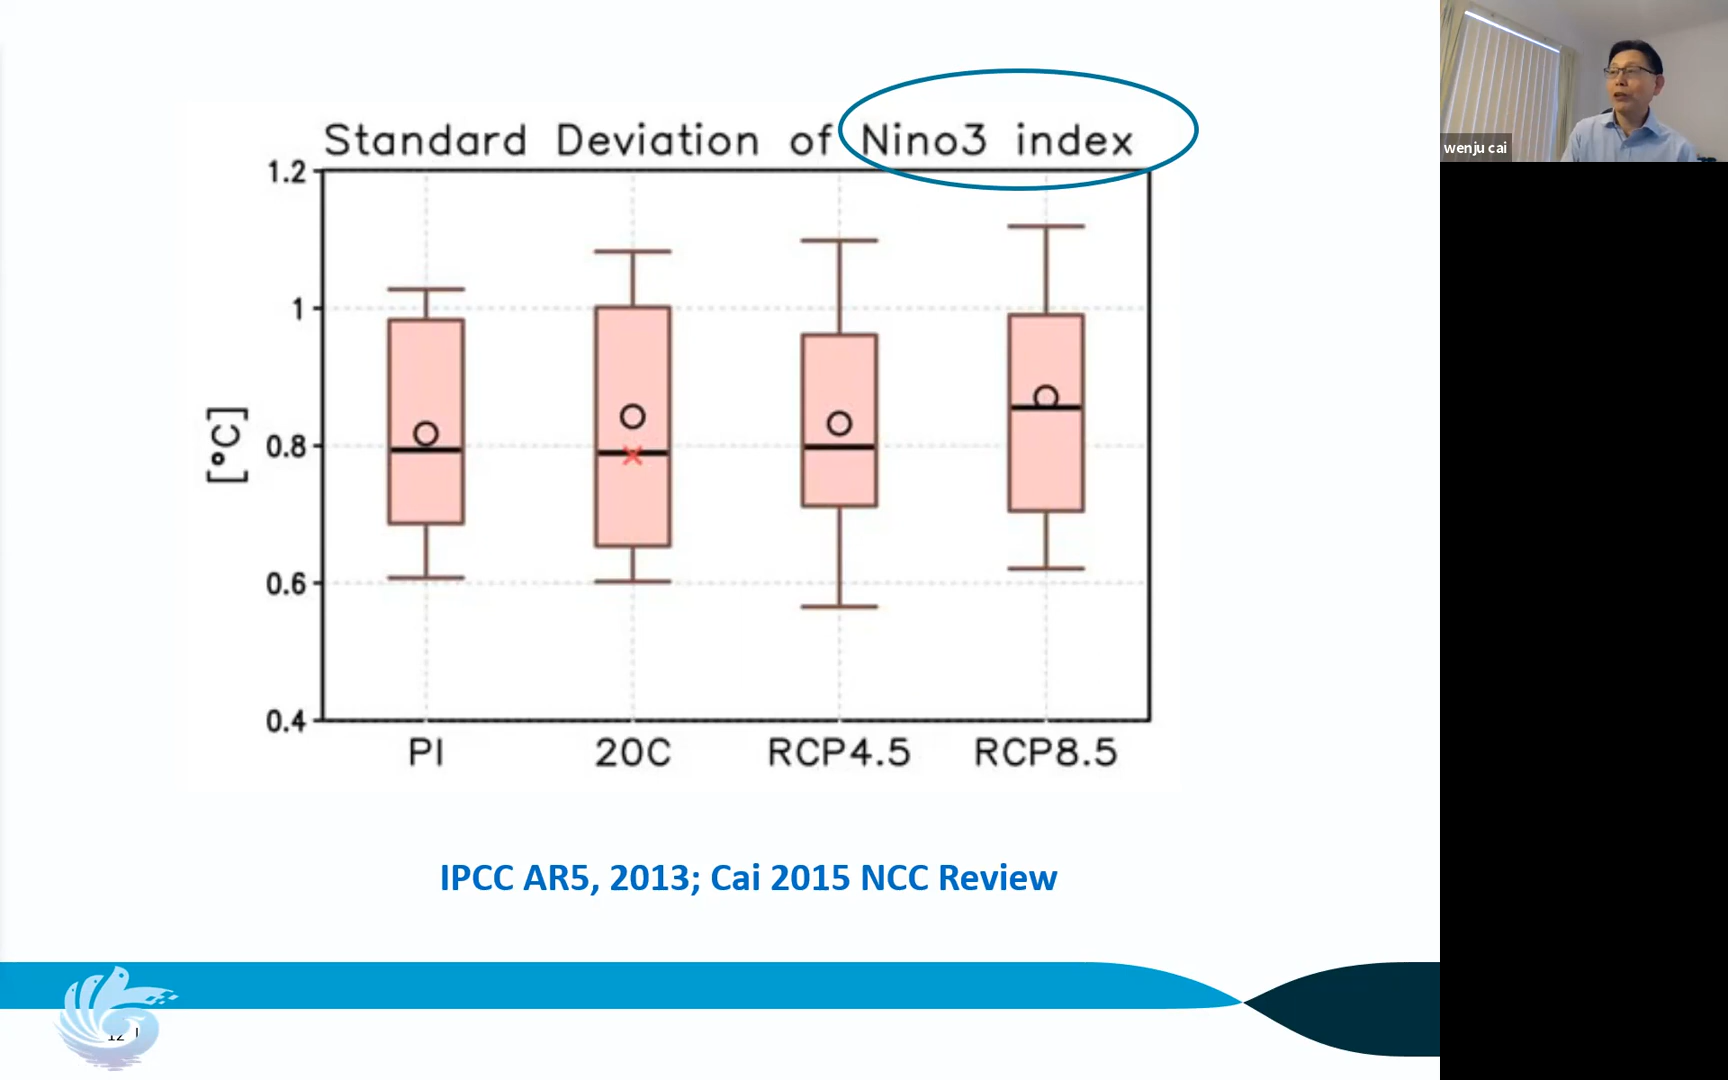 Standard Deviation of Nino3 index
1.2
1
0.8
0.6
0.4
[°C]
PI
20C
RCP4.5
RCP8.5
IPCC AR5, 2013; Cai 2015 NCC Review
12 |
wenju cai